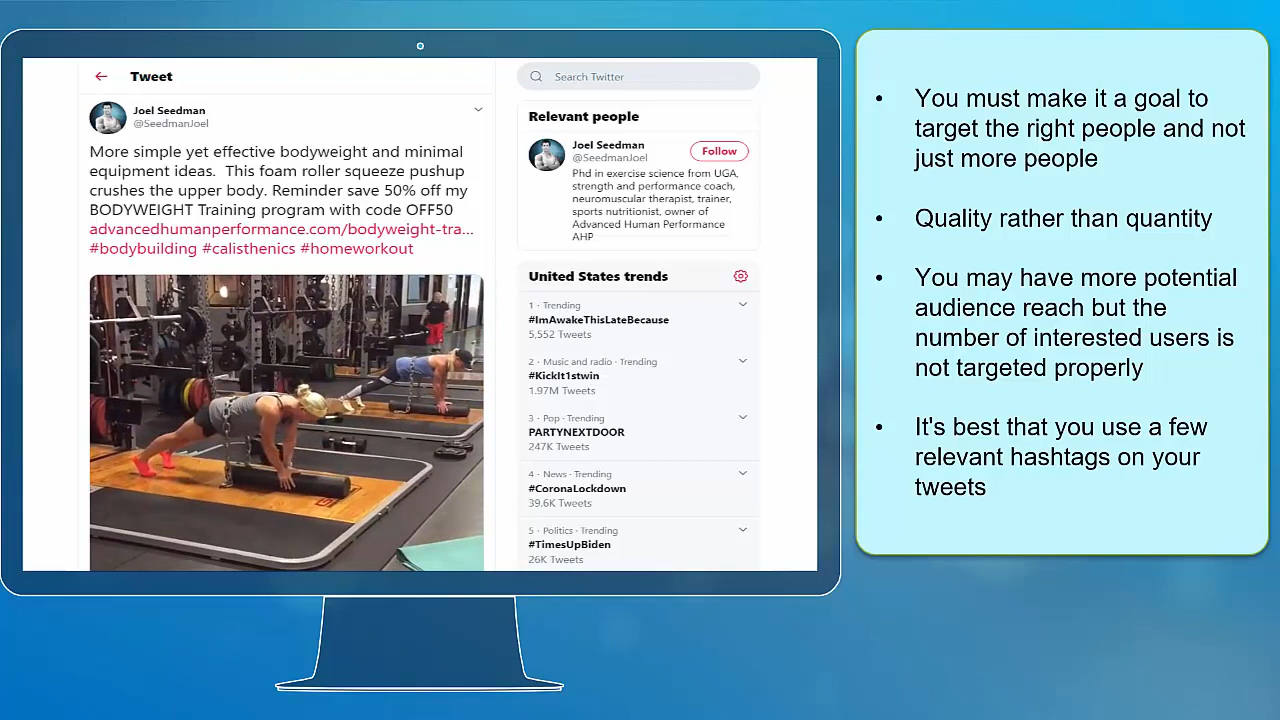 Tweet
Joel Seedman
@SeedmanJoel
More simple yet effective bodyweight and minimal
equipment ideas. This foam roller squeeze pushup
crushes the upper body. Reminder save 50% off my
BODYWEIGHT Training program with code OFF50
advancedhumanperformance.com/bodyweight-tra...
#bodybuilding #calisthenics #homeworkout
Search Twitter
Relevant people
Joel Seedman
@SeedmanJoel
Follow
Phd in exercise science from UGA,
strength and performance coach,
neuromuscular therapist, trainer,
sports nutritionist, owner of
Advanced Human Performance
AHP
United States trends
1 · Trending
#ImAwakeThisLateBecause
5,552 Tweets
2 · Music and radio · Trending
#KickIt1stwin
1.97M Tweets
3 · Pop · Trending
PARTYNEXTDOOR
247K Tweets
4 · News · Trending
#CoronaLockdown
39.6K Tweets
5 · Politics · Trending
#TimesUpBiden
26K Tweets
• You must make it a goal to
target the right people and not
just more people
• Quality rather than quantity
• You may have more potential
audience reach but the
number of interested users is
not targeted properly
• It's best that you use a few
relevant hashtags on your
tweets